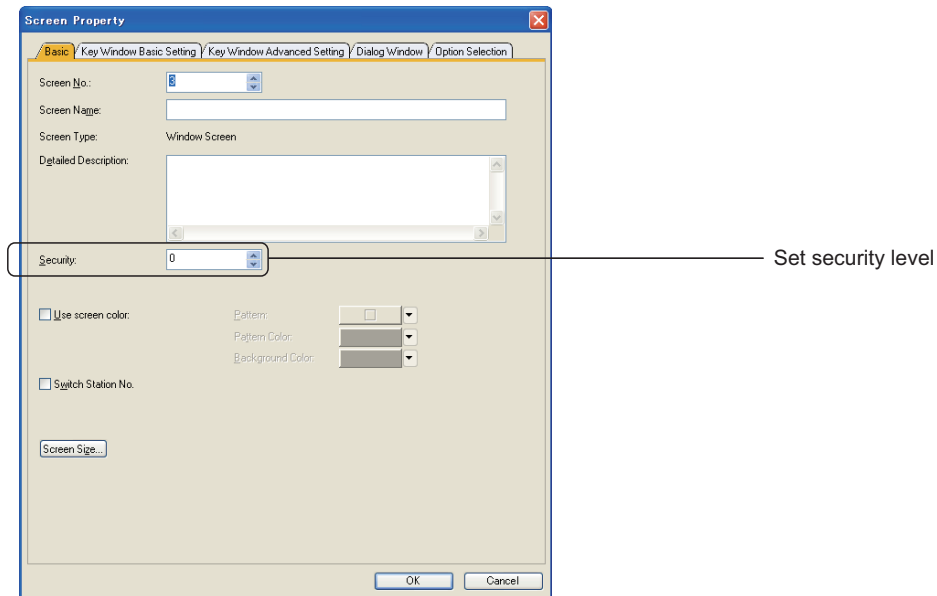 Screen Property
Basic Key Window Basic Setting Key Window Advanced Setting Dialog Window Option Selection
Screen No.: 3
Screen Name:
Screen Type: Window Screen
Detailed Description:
Security: 0
Set security level
Use screen color: Pattern:
Pattern Color:
Background Color:
Switch Station No.
Screen Size...
OK Cancel